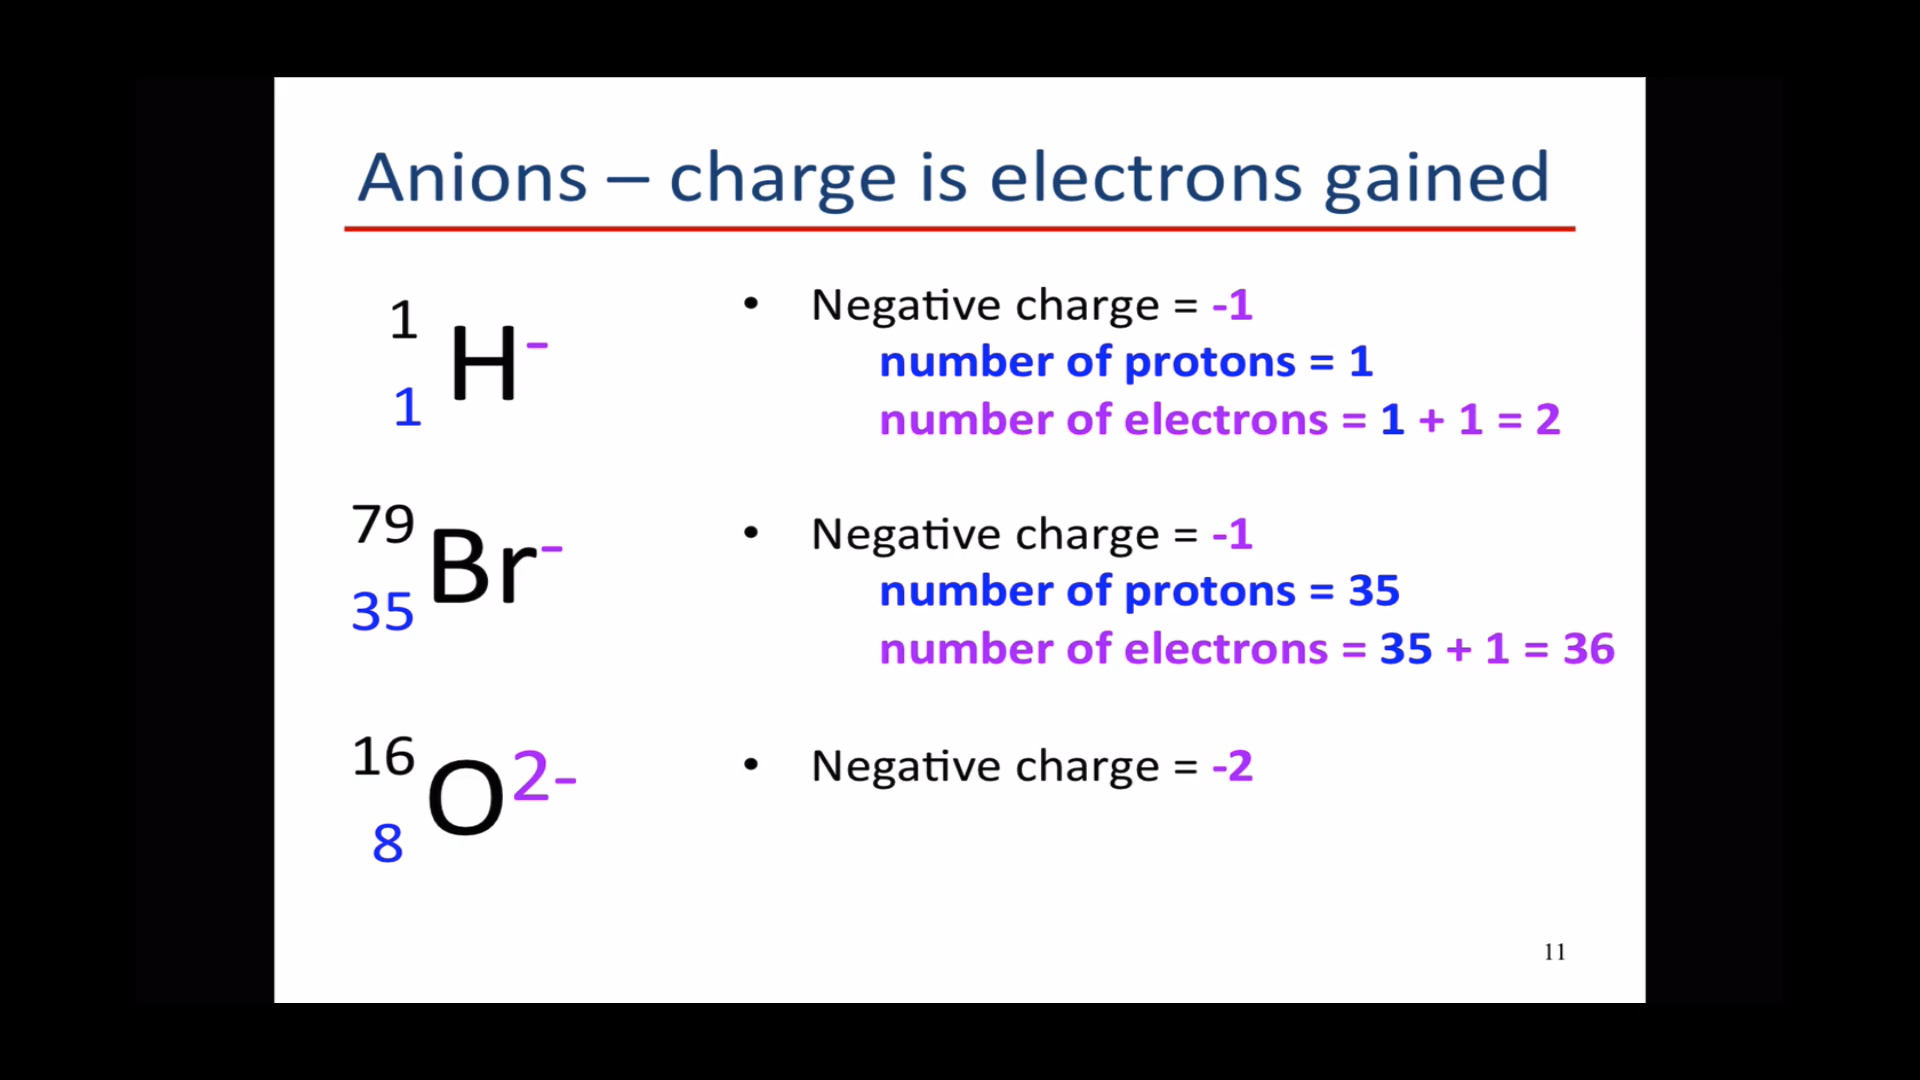 Anions – charge is electrons gained
1
1
H-
• Negative charge = -1
number of protons = 1
number of electrons = 1 + 1 = 2
79
35
Br-
• Negative charge = -1
number of protons = 35
number of electrons = 35 + 1 = 36
16
8
O2-
• Negative charge = -2
11